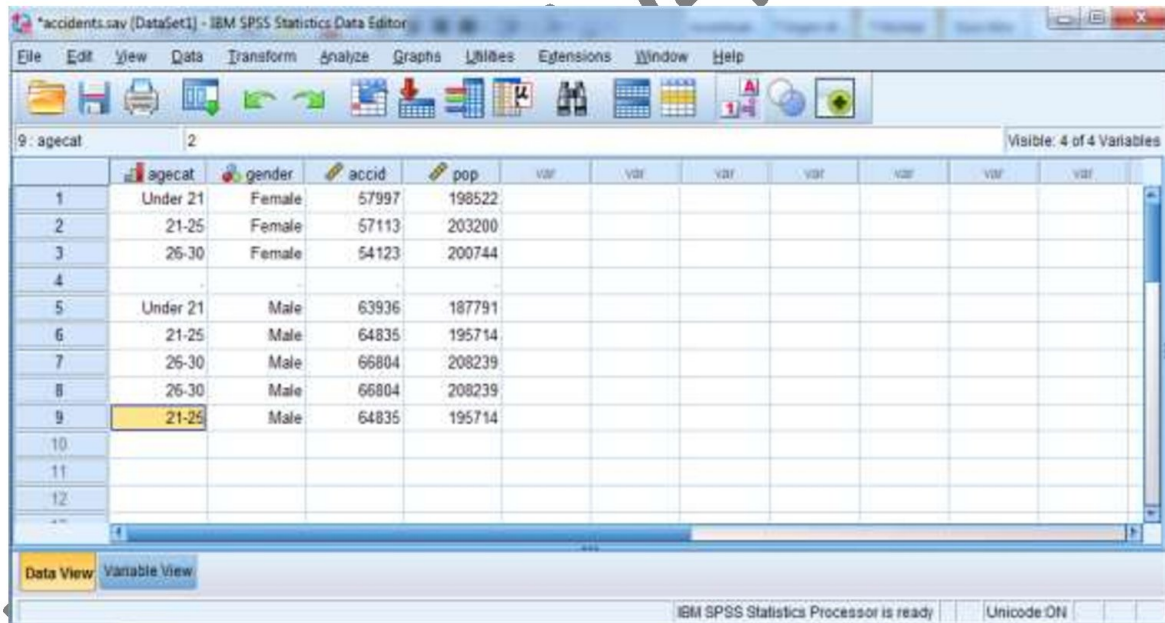 *accidents.sav [DataSet1] - IBM SPSS Statistics Data Editor
File Edit View Data Transform Analyze Graphs Utilities Extensions Window Help
9 : agecat 2 Visible: 4 of 4 Variables
agecat gender accid pop var var var var var var var
1 Under 21 Female 57997 198522
2 21-25 Female 57113 203200
3 26-30 Female 54123 200744
4 . . . .
5 Under 21 Male 63936 187791
6 21-25 Male 64835 195714
7 26-30 Male 66804 208239
8 26-30 Male 66804 208239
9 21-25 Male 64835 195714
10
11
12
Data View Variable View
IBM SPSS Statistics Processor is ready Unicode:ON